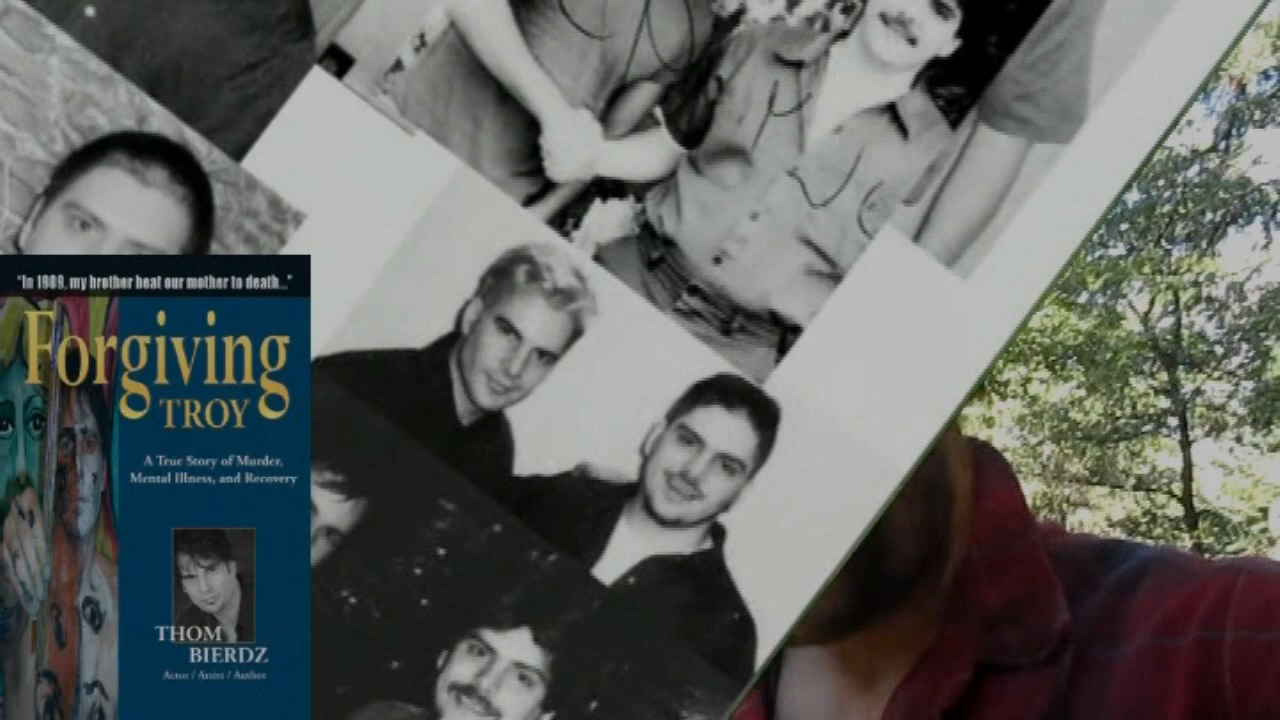 "In 1989, my brother beat our mother to death..."
Forgiving
TROY
A True Story of Murder,
Mental Illness, and Recovery
THOM
BIERDZ
Actor / Artist / Author